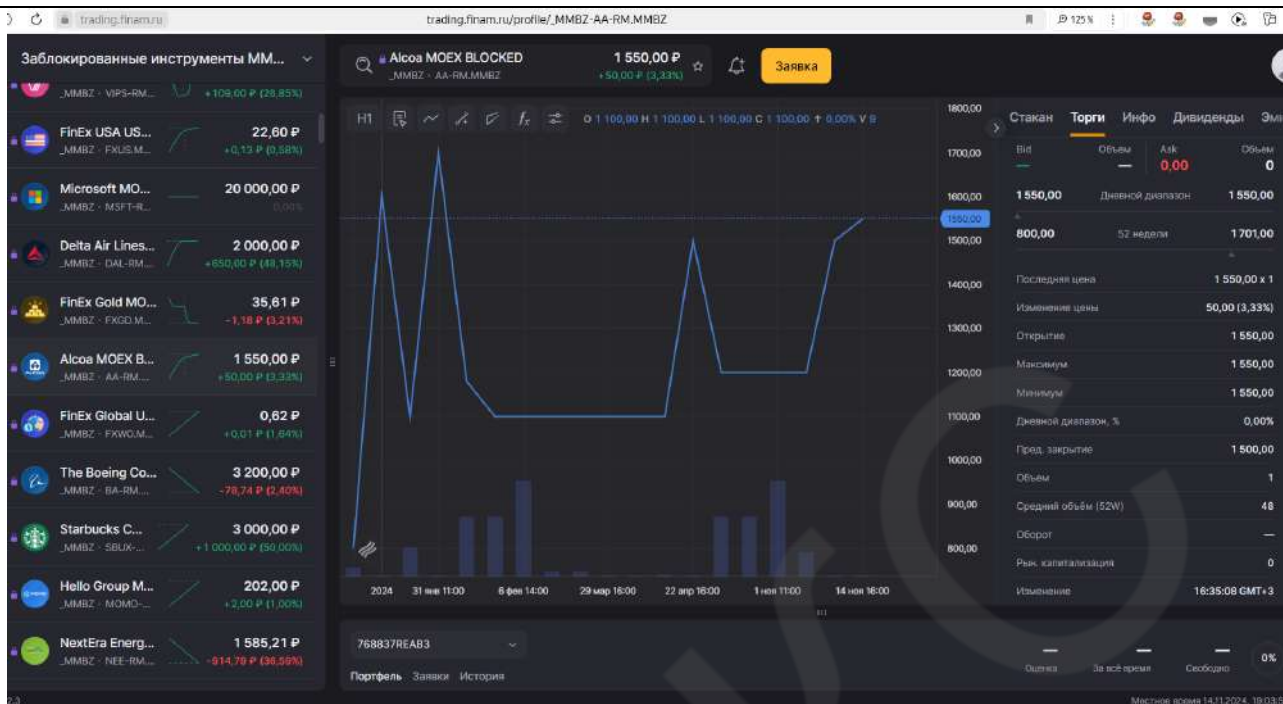 trading.finam.ru
trading.finam.ru/profile/_MMBZ-AA-RM.MMBZ
125 %
Заблокированные инструменты MM...
_MMBZ · VIPS-RM...
+109,00 ₽ (26,85%)
FinEx USA US...
22,60 ₽
_MMBZ · FXUS.M...
+0,13 ₽ (0,58%)
Microsoft MO...
20 000,00 ₽
_MMBZ · MSFT-R...
0,00%
Delta Air Lines...
2 000,00 ₽
_MMBZ · DAL-RM....
+650,00 ₽ (48,15%)
FinEx Gold MO...
35,61 ₽
_MMBZ · FXGD.M...
-1,18 ₽ (3,21%)
Alcoa MOEX B...
1 550,00 ₽
_MMBZ · AA-RM....
+50,00 ₽ (3,33%)
FinEx Global U...
0,62 ₽
_MMBZ · FXWO.M...
+0,01 ₽ (1,64%)
The Boeing Co...
3 200,00 ₽
_MMBZ · BA-RM....
-78,74 ₽ (2,40%)
Starbucks C...
3 000,00 ₽
_MMBZ · SBUX-...
+1 000,00 ₽ (50,00%)
Hello Group M...
202,00 ₽
_MMBZ · MOMO-...
+2,00 ₽ (1,00%)
NextEra Energ...
1 585,21 ₽
_MMBZ · NEE-RM....
-914,79 ₽ (36,59%)
Alcoa MOEX BLOCKED
1 550,00 ₽
_MMBZ · AA-RM.MMBZ
+50,00 ₽ (3,33%)
Заявка
H1
O 1 100,00 H 1 100,00 L 1 100,00 C 1 100,00 0,00% V 9
1800,00
1700,00
1600,00
1550,00
1500,00
1400,00
1300,00
1200,00
1100,00
1000,00
900,00
800,00
2024
31 янв 11:00
6 фев 14:00
29 мар 16:00
22 апр 16:00
1 ноя 11:00
14 ноя 16:00
Стакан Торги Инфо Дивиденды Эми
Bid Объем Ask Объем
— — 0,00 0
1 550,00 Дневной диапазон 1 550,00
800,00 52 недели 1 701,00
Последняя цена 1 550,00 x 1
Изменение цены 50,00 (3,33%)
Открытие 1 550,00
Максимум 1 550,00
Минимум 1 550,00
Дневной диапазон, % 0,00%
Пред. закрытие 1 500,00
Объем 1
Средний объём (52W) 48
Оборот —
Рын. капитализация 0
Изменение 16:35:08 GMT+3
768837REAB3
Портфель Заявки История
— — — 0%
Оценка За всё время Свободно
Местное время 14.11.2024, 19:03: